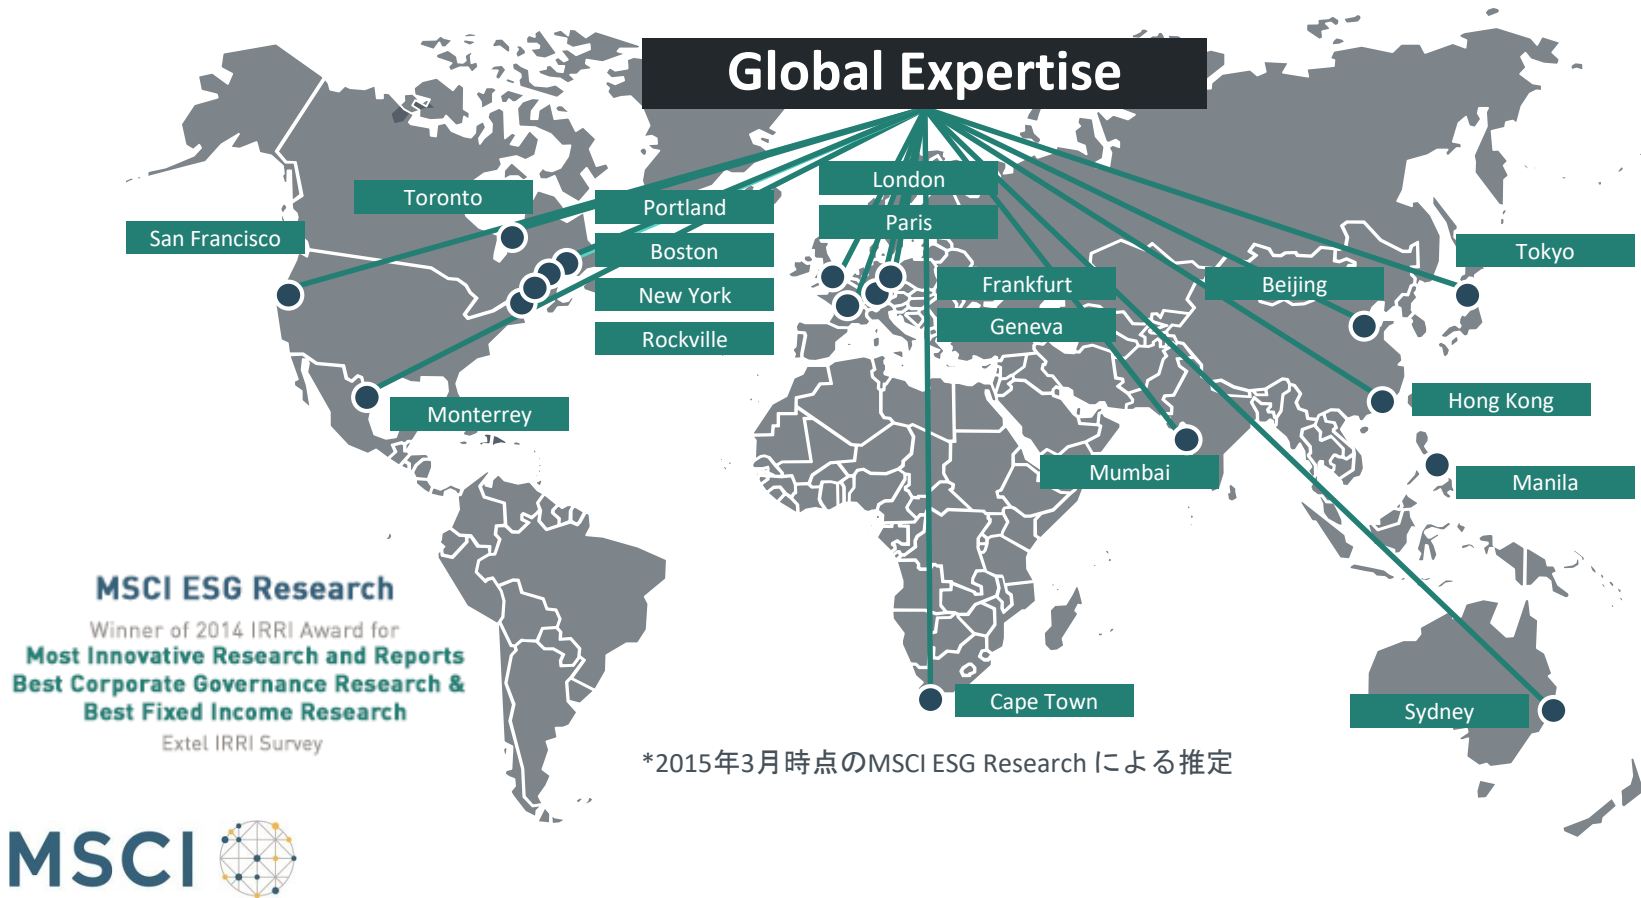 Global Expertise
London
Toronto
Portland
Paris
San Francisco
Boston
Tokyo
New York
Frankfurt
Beijing
Rockville
Geneva
Monterrey
Hong Kong
Mumbai
Manila
MSCI ESG Research
Winner of 2014 IRRI Award for
Most Innovative Research and Reports
Best Corporate Governance Research &
Best Fixed Income Research
Extel IRRI Survey
Cape Town
Sydney
*2015年3月時点のMSCI ESG Research による推定
MSCI